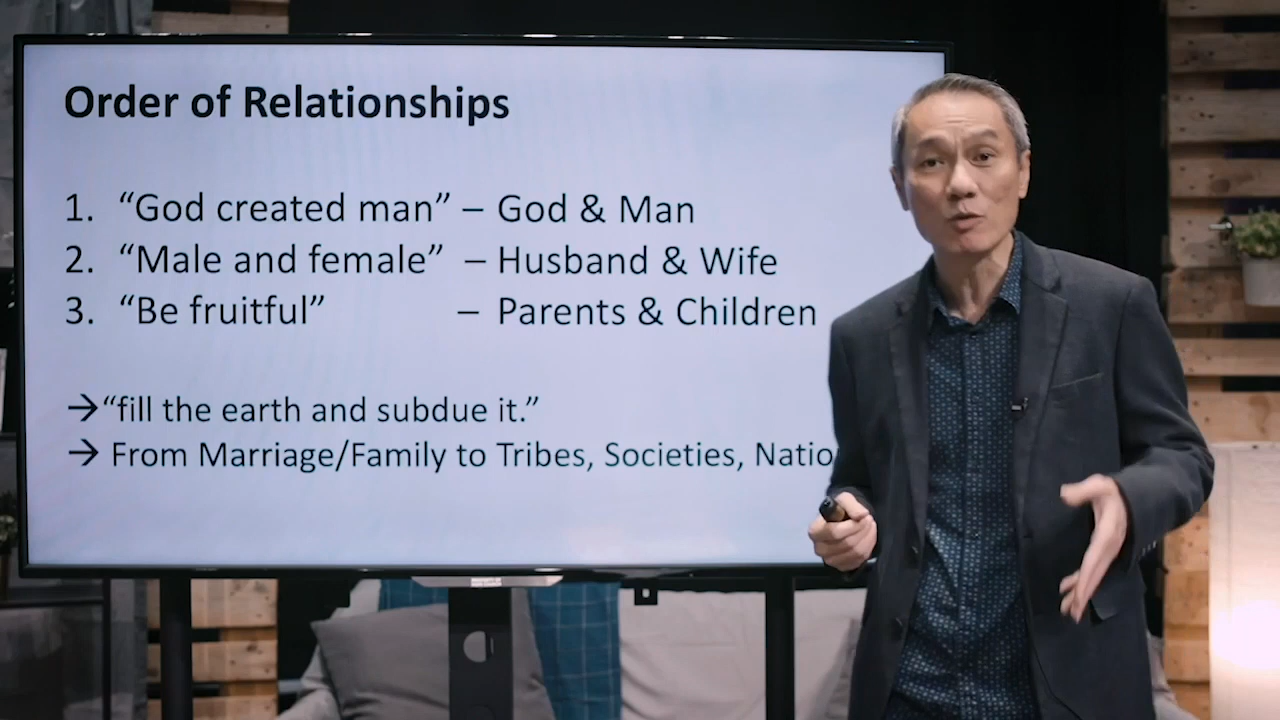 Order of Relationships
1. “God created man” – God & Man
2. “Male and female” – Husband & Wife
3. “Be fruitful” – Parents & Children
→“fill the earth and subdue it.”
→ From Marriage/Family to Tribes, Societies, Natio